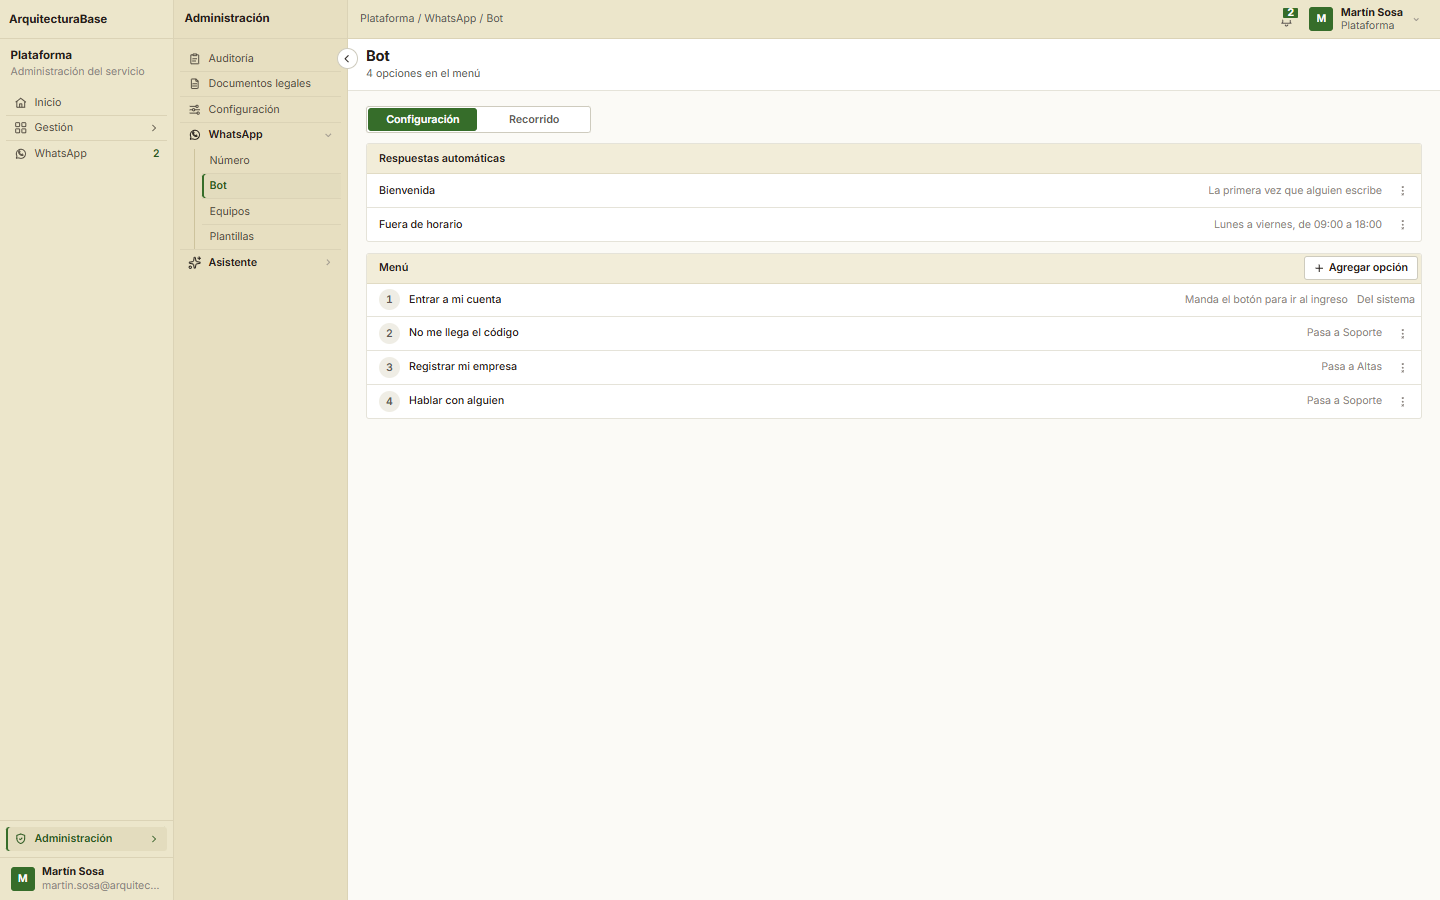 ArquitecturaBase
Plataforma
Administración del servicio
Inicio
Gestión
WhatsApp 2
Administración
M
Martín Sosa
martin.sosa@arquitec...
Administración
Auditoría
Documentos legales
Configuración
WhatsApp
Número
Bot
Equipos
Plantillas
Asistente
Plataforma / WhatsApp / Bot
2
M
Martín Sosa
Plataforma
Bot
4 opciones en el menú
Configuración Recorrido
Respuestas automáticas
Bienvenida La primera vez que alguien escribe
Fuera de horario Lunes a viernes, de 09:00 a 18:00
Menú + Agregar opción
1 Entrar a mi cuenta Manda el botón para ir al ingreso Del sistema
2 No me llega el código Pasa a Soporte
3 Registrar mi empresa Pasa a Altas
4 Hablar con alguien Pasa a Soporte